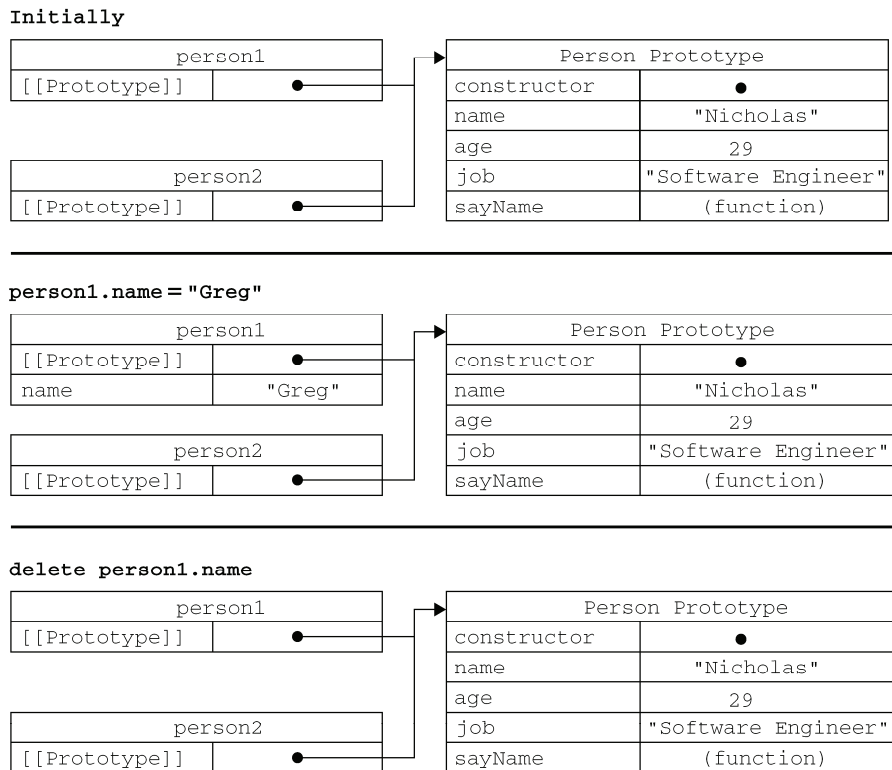 Initially
person1
[[Prototype]]
person2
[[Prototype]]
Person Prototype
constructor
name "Nicholas"
age 29
job "Software Engineer"
sayName (function)
person1.name = "Greg"
person1
[[Prototype]]
name "Greg"
person2
[[Prototype]]
Person Prototype
constructor
name "Nicholas"
age 29
job "Software Engineer"
sayName (function)
delete person1.name
person1
[[Prototype]]
person2
[[Prototype]]
Person Prototype
constructor
name "Nicholas"
age 29
job "Software Engineer"
sayName (function)